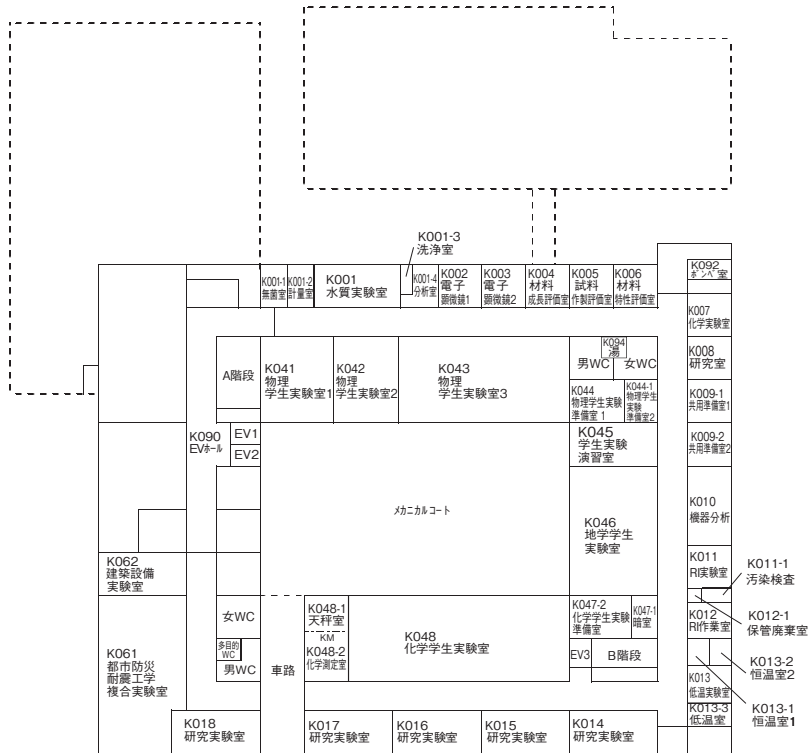 K001-3
洗浄室
K001-1
無菌室
K001-2
計量室
K001
水質実験室
K001-4
分析室
K002
電子
顕微鏡1
K003
電子
顕微鏡2
K004
材料
成長評価室
K005
試料
作製評価室
K006
材料
特性評価室
K092
ボンベ室
K007
化学実験室
K008
研究室
K009-1
共用準備室1
K009-2
共用準備室2
K010
機器分析
K011
RI実験室
K011-1
汚染検査
K012
RI作業室
K012-1
保管廃棄室
K013-2
恒温室2
K013
低温実験室
K013-1
恒温室1
K013-3
低温室
A階段
K041
物理
学生実験室1
K042
物理
学生実験室2
K043
物理
学生実験室3
K094
湯
男WC
女WC
K044
物理学生実験
準備室 1
K044-1
物理学生
実験
準備室2
K090
EVホール
EV1
EV2
K045
学生実験
演習室
メカニカルコート
K046
地学学生
実験室
K062
建築設備
実験室
K061
都市防災
耐震工学
複合実験室
女WC
多目的
WC
男WC
車路
K048-1
天秤室
KM
K048-2
化学測定室
K048
化学学生実験室
K047-2
化学学生実験
準備室
K047-1
暗室
EV3
B階段
K018
研究実験室
K017
研究実験室
K016
研究実験室
K015
研究実験室
K014
研究実験室